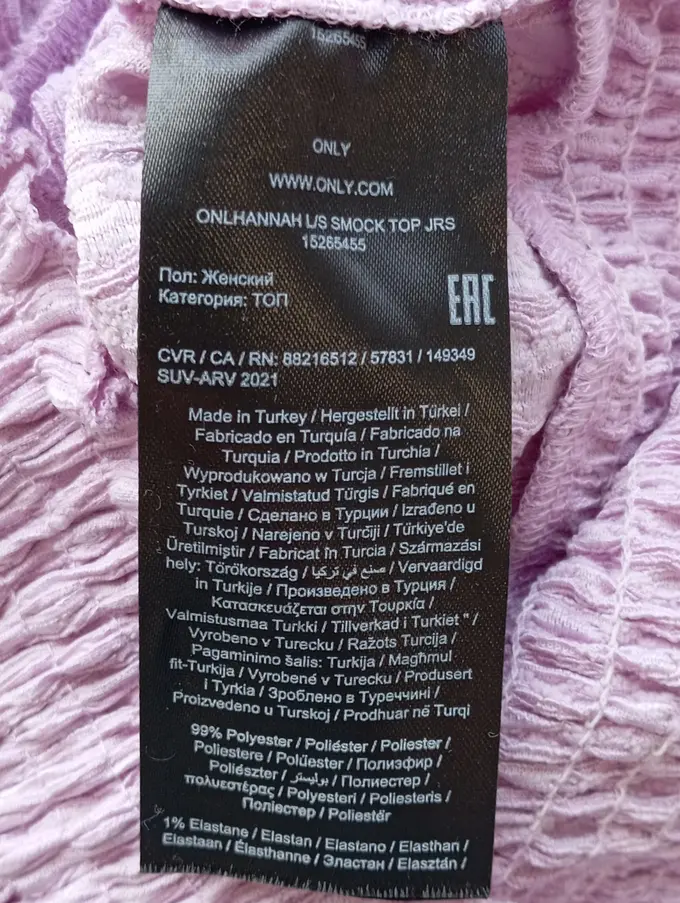 15265455
ONLY
WWW.ONLY.COM
ONLHANNAH L/S SMOCK TOP JRS
15265455
Пол: Женский
Категория: ТОП
EAC
CVR / CA / RN: 88216512 / 57831 / 149349
SUV-ARV 2021
Made in Turkey / Hergestellt in Türkei /
Fabricado en Turquía / Fabricado na
Turquia / Prodotto in Turchia /
Wyprodukowano w Turcja / Fremstillet i
Tyrkiet / Valmistatud Türgis / Fabriqué en
Turquie / Сделано в Турции / Izrađeno u
Turskoj / Narejeno v Turčiji / Türkiye'de
Üretilmiştir / Fabricat în Turcia / Származási
hely: Törökország / صنع في تركيا / Vervaardigd
in Turkije / Произведено в Турция /
Κατασκευάζεται στην Τουρκία /
Valmistusmaa Turkki / Tillverkad i Turkiet " /
Vyrobeno v Turecku / Ražots Turcija /
Pagaminimo šalis: Turkija / Magħmul
fit-Turkija / Vyrobené v Turecku / Produsert
i Tyrkia / Зроблено в Туреччині /
Proizvedeno u Turskoj / Prodhuar në Turqi
99% Polyester / Poliéster / Poliester /
Poliestere / Polüester / Полиэфир /
Poliészter / بوليستر / Полиестер /
πολυεστέρας / Polyesteri / Poliesteris /
Поліестер / Poliestër
1% Elastane / Elastan / Elastano / Elasthan /
Elastaan / Élasthanne / Эластан / Elasztán /